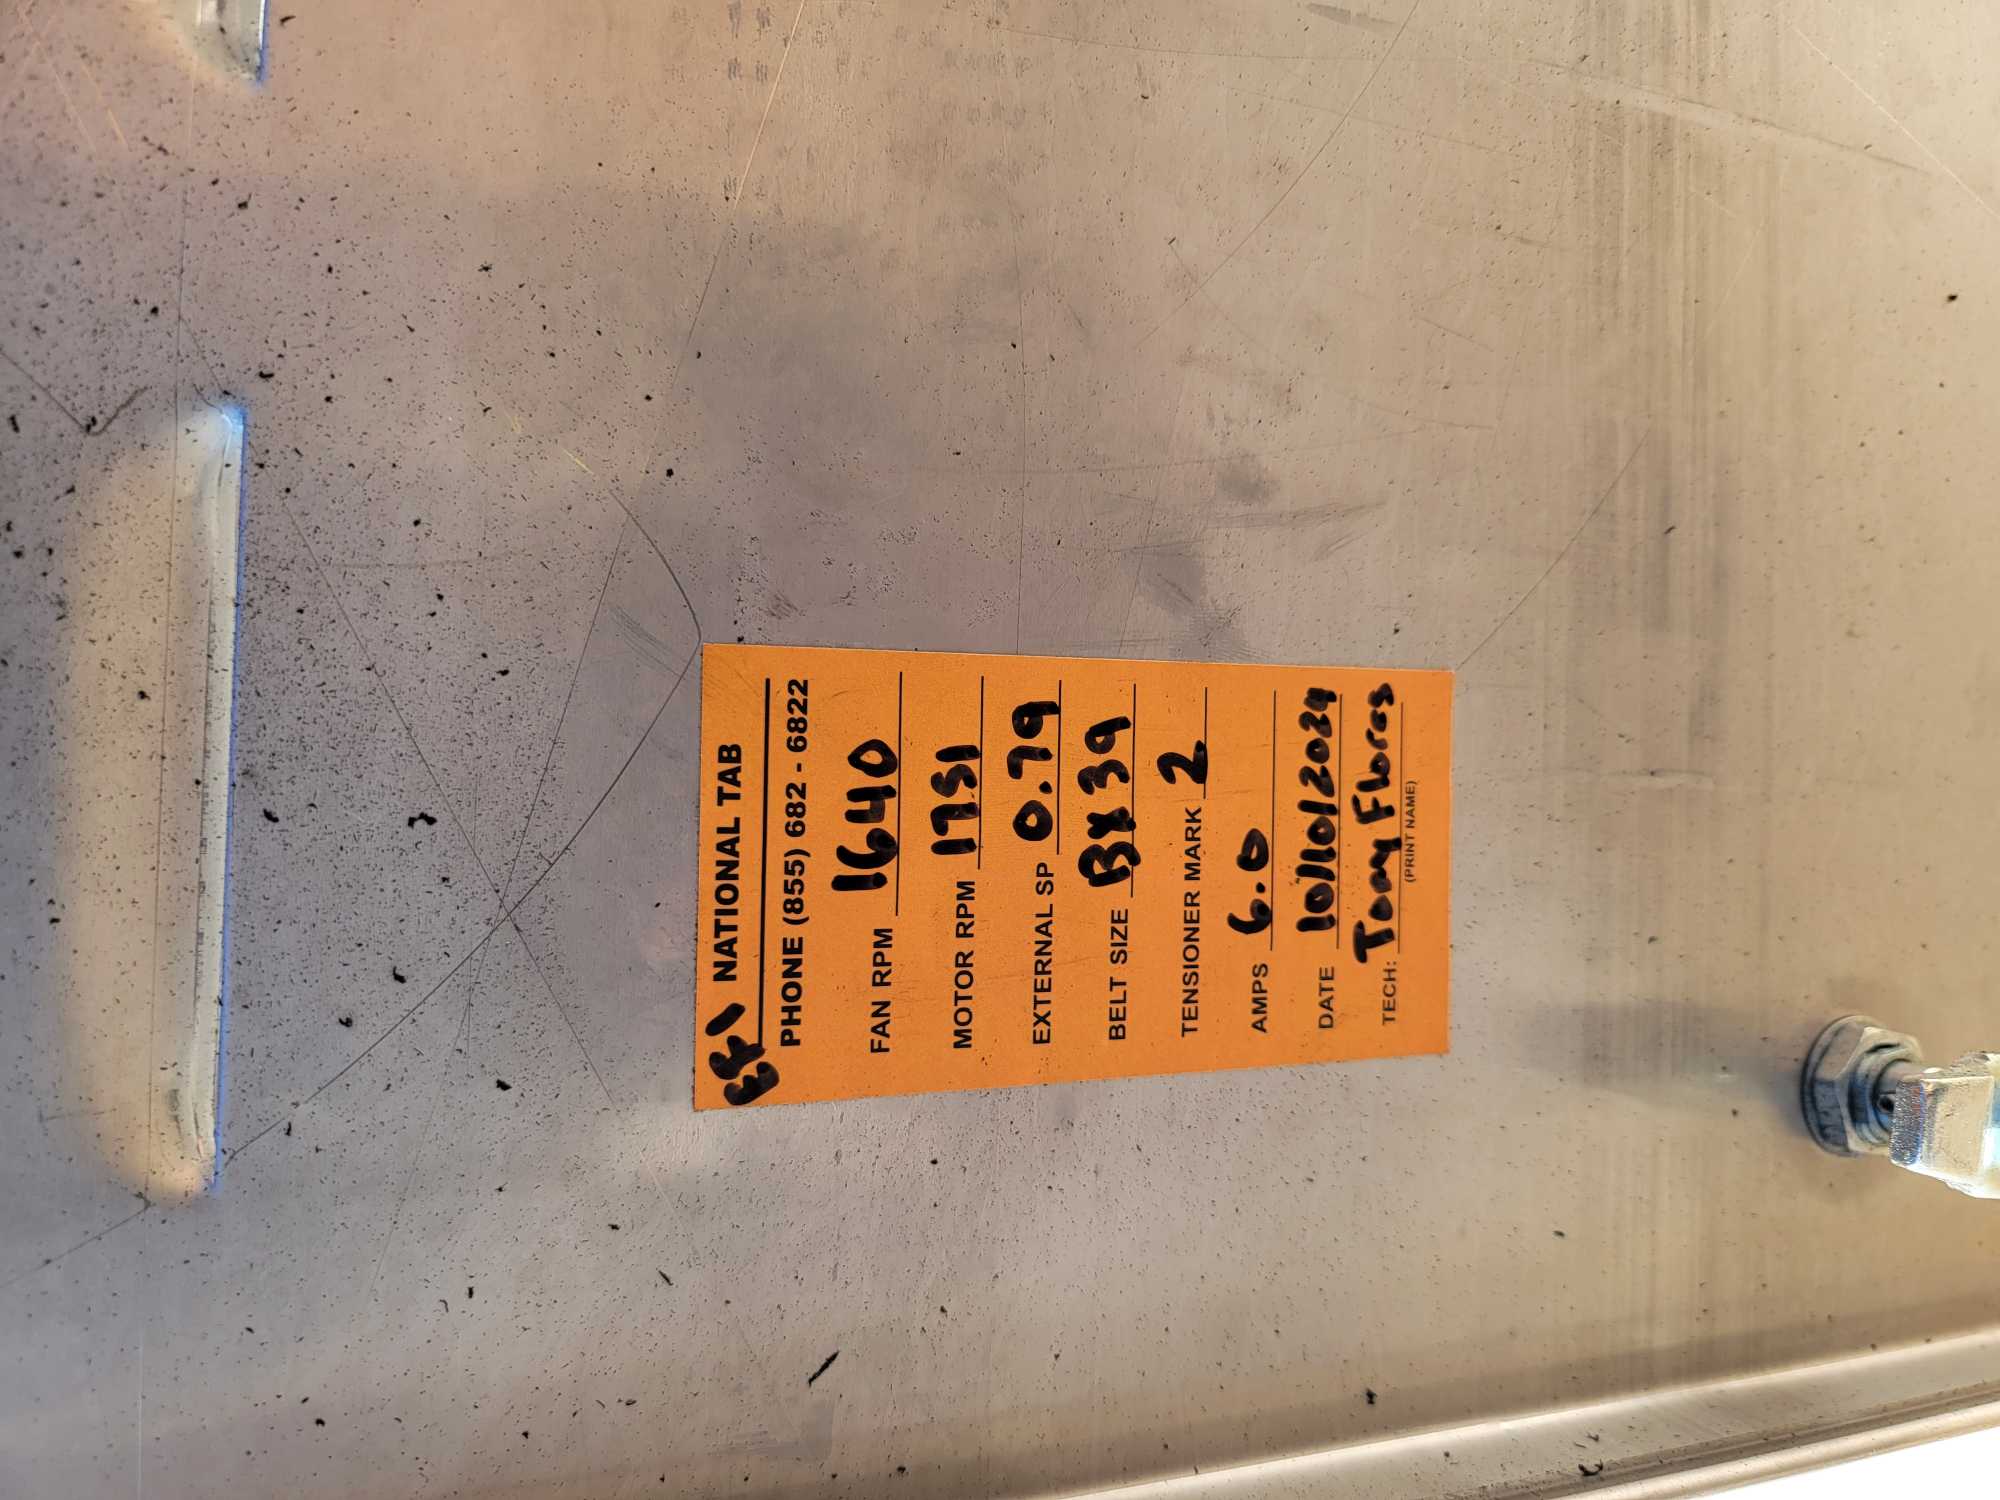 EF1 NATIONAL TAB
PHONE (855) 682 - 6822
FAN RPM 1640
MOTOR RPM 1751
EXTERNAL SP 0.79
BELT SIZE BX39
TENSIONER MARK 2
AMPS 6.0
DATE 10/10/2024
TECH: Tony Flores
(PRINT NAME)